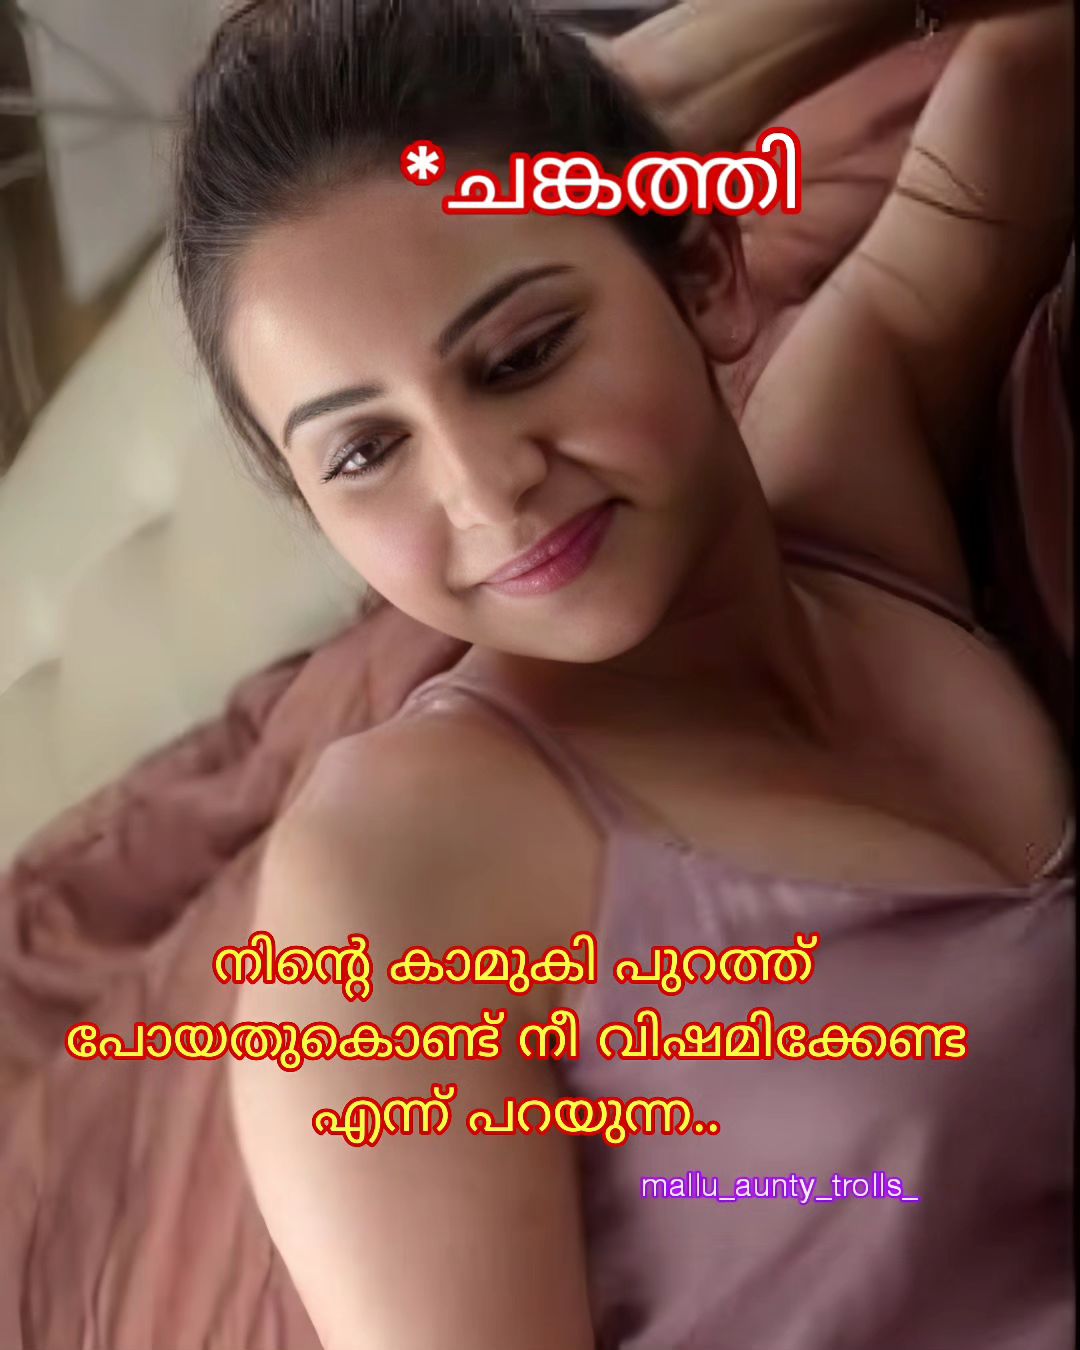 *ചങ്കത്തി
നിന്റെ കാമുകി പുറത്ത്
പോയതുകൊണ്ട് നീ വിഷമിക്കേണ്ട
എന്ന് പറയുന്ന..
mallu_aunty_trolls_